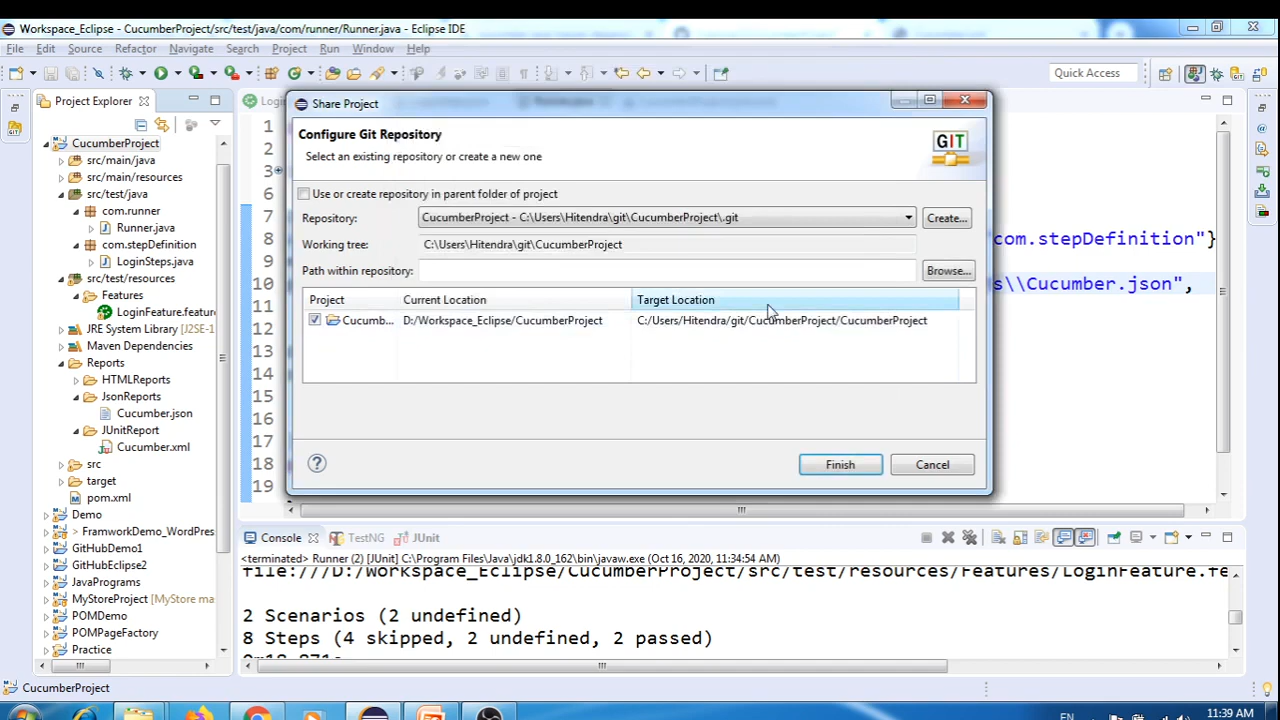 Workspace_Eclipse - CucumberProject/src/test/java/com/runner/Runner.java - Eclipse IDE
File Edit Source Refactor Navigate Search Project Run Window Help
Quick Access
Project Explorer
CucumberProject
src/main/java
src/main/resources
src/test/java
com.runner
Runner.java
com.stepDefinition
LoginSteps.java
src/test/resources
Features
LoginFeature.feature
JRE System Library [J2SE-1
Maven Dependencies
Reports
HTMLReports
JsonReports
Cucumber.json
JUnitReport
Cucumber.xml
src
target
pom.xml
Demo
> FramworkDemo_WordPres
GitHubDemo1
GitHubEclipse2
JavaPrograms
MyStoreProject [MyStore ma
POMDemo
POMPageFactory
Practice
1
2
3
6
7
8
9
10
11
12
13
14
15
16
17
18
19
com.stepDefinition"}
s\\Cucumber.json",
Share Project
Configure Git Repository
Select an existing repository or create a new one
GIT
Use or create repository in parent folder of project
Repository: CucumberProject - C:\Users\Hitendra\git\CucumberProject\.git Create...
Working tree: C:\Users\Hitendra\git\CucumberProject
Path within repository: Browse...
Project Current Location Target Location
Cucumb... D:/Workspace_Eclipse/CucumberProject C:/Users/Hitendra/git/CucumberProject/CucumberProject
Finish Cancel
Console TestNG JUnit
<terminated> Runner (2) [JUnit] C:\Program Files\Java\jdk1.8.0_162\bin\javaw.exe (Oct 16, 2020, 11:34:54 AM)
file:///D:/Workspace_Eclipse/CucumberProject/src/test/resources/Features/LoginFeature.fe
2 Scenarios (2 undefined)
8 Steps (4 skipped, 2 undefined, 2 passed)
CucumberProject
EN
11:39 AM